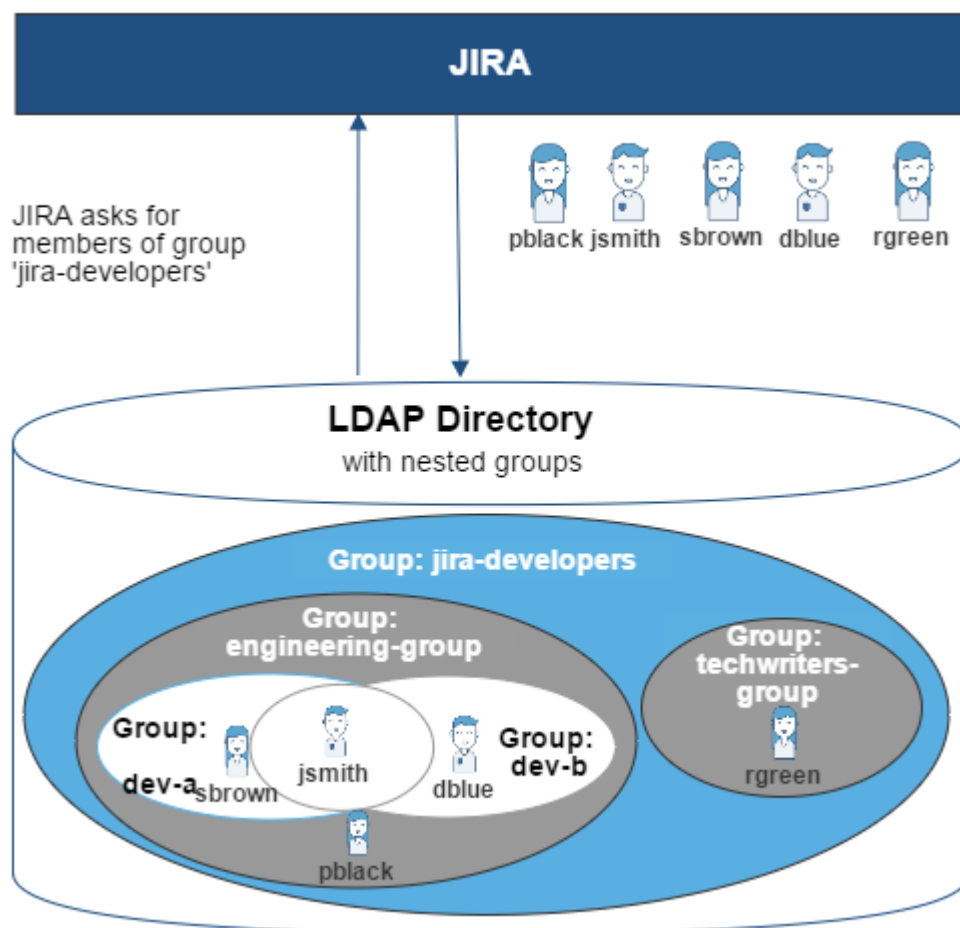 JIRA
JIRA asks for
members of group
'jira-developers'
pblack jsmith sbrown dblue rgreen
LDAP Directory
with nested groups
Group: jira-developers
Group:
engineering-group
Group:
techwriters-
group
Group:
dev-a
sbrown
jsmith
dblue
Group:
dev-b
rgreen
pblack